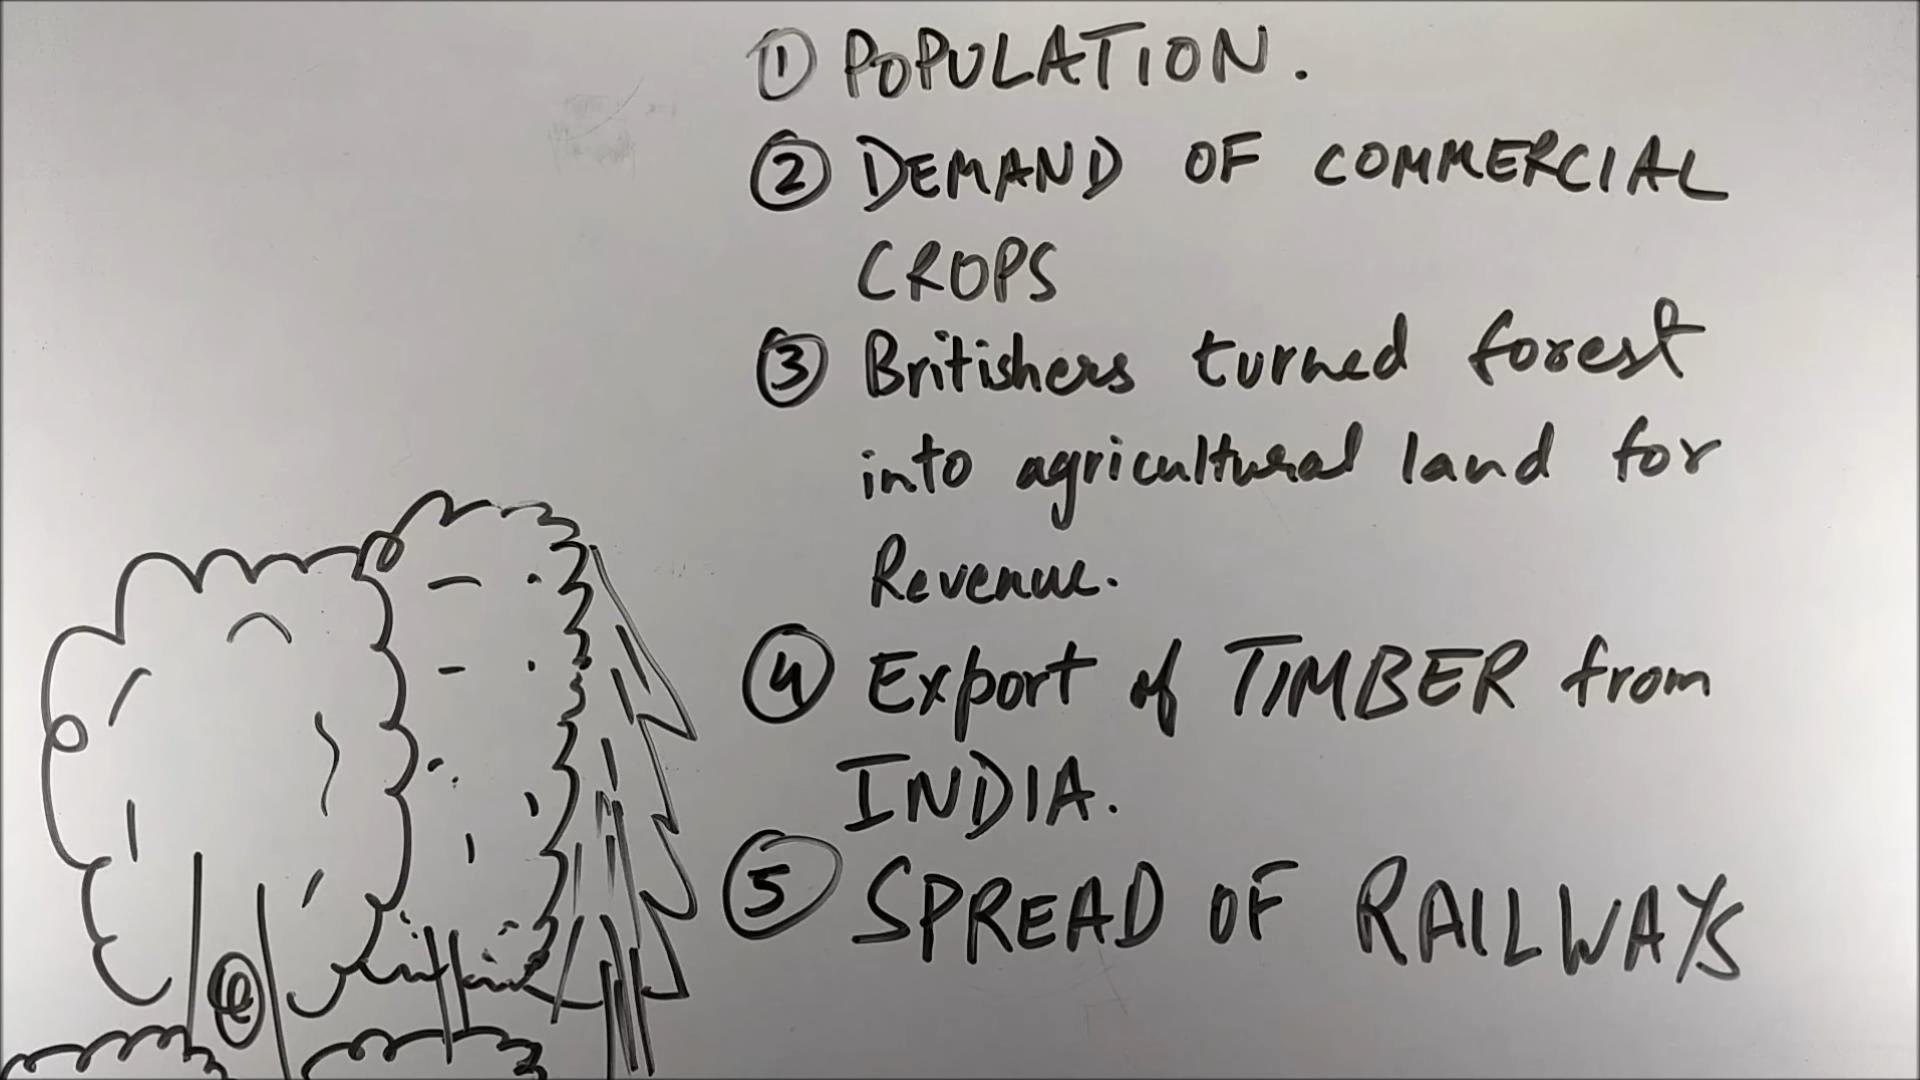 ① POPULATION.
② DEMAND OF COMMERCIAL
CROPS
③ Britishers turned forest
into agricultural land for
Revenue.
④ Export of TIMBER from
INDIA.
⑤ SPREAD OF RAILWAYS